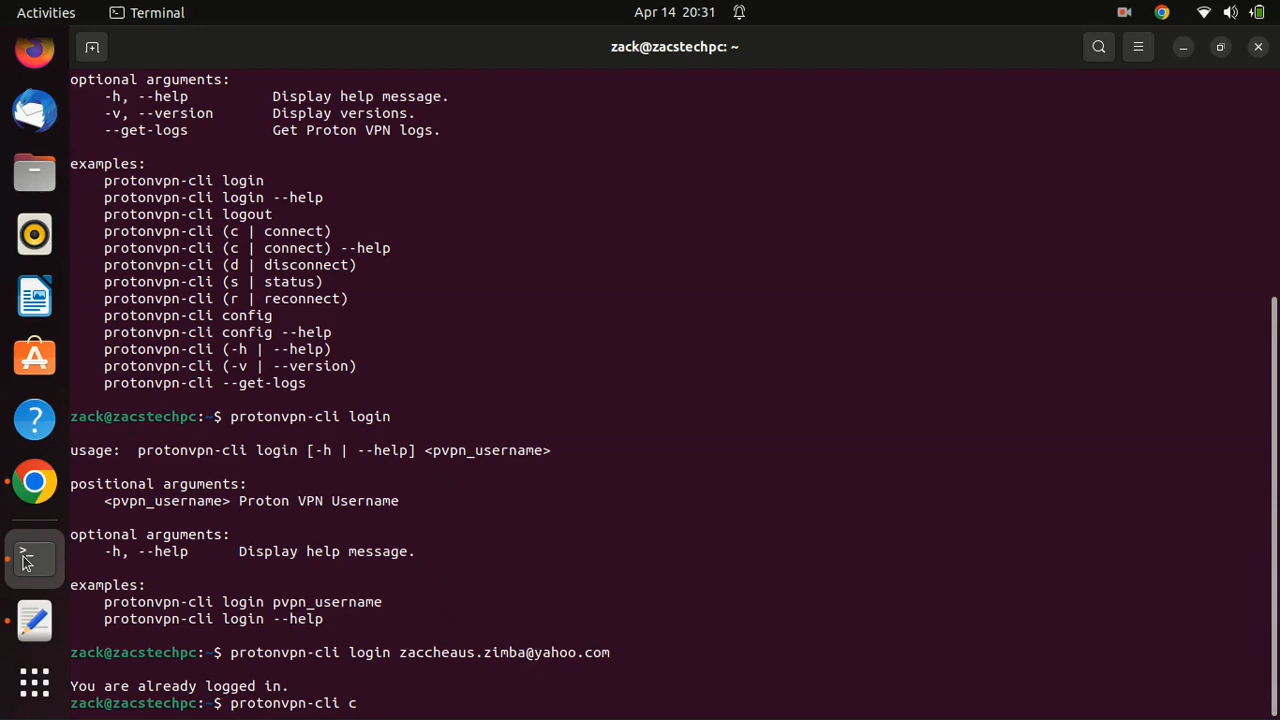 Activities Terminal Apr 14 20:31
zack@zacstechpc: ~
optional arguments:
-h, --help Display help message.
-v, --version Display versions.
--get-logs Get Proton VPN logs.
examples:
protonvpn-cli login
protonvpn-cli login --help
protonvpn-cli logout
protonvpn-cli (c | connect)
protonvpn-cli (c | connect) --help
protonvpn-cli (d | disconnect)
protonvpn-cli (s | status)
protonvpn-cli (r | reconnect)
protonvpn-cli config
protonvpn-cli config --help
protonvpn-cli (-h | --help)
protonvpn-cli (-v | --version)
protonvpn-cli --get-logs
zack@zacstechpc:~$ protonvpn-cli login
usage: protonvpn-cli login [-h | --help] <pvpn_username>
positional arguments:
<pvpn_username> Proton VPN Username
optional arguments:
-h, --help Display help message.
examples:
protonvpn-cli login pvpn_username
protonvpn-cli login --help
zack@zacstechpc:~$ protonvpn-cli login zaccheaus.zimba@yahoo.com
You are already logged in.
zack@zacstechpc:~$ protonvpn-cli c